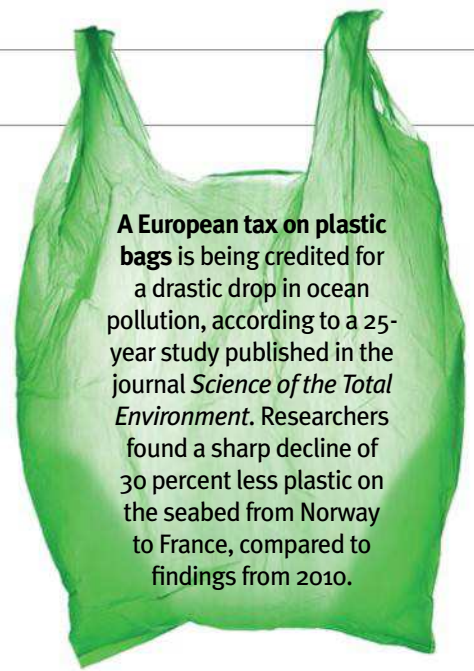 A European tax on plastic
bags is being credited for
a drastic drop in ocean
pollution, according to a 25-
year study published in the
journal Science of the Total
Environment. Researchers
found a sharp decline of
30 percent less plastic on
the seabed from Norway
to France, compared to
findings from 2010.